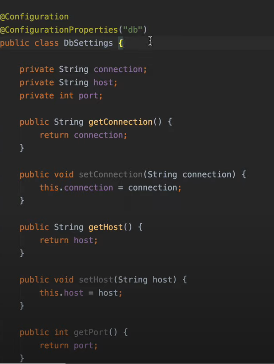 @Configuration
@ConfigurationProperties("db")
public class DbSettings {
private String connection;
private String host;
private int port;
public String getConnection() {
return connection;
}
public void setConnection(String connection) {
this.connection = connection;
}
public String getHost() {
return host;
}
public void setHost(String host) {
this.host = host;
}
public int getPort() {
return port;